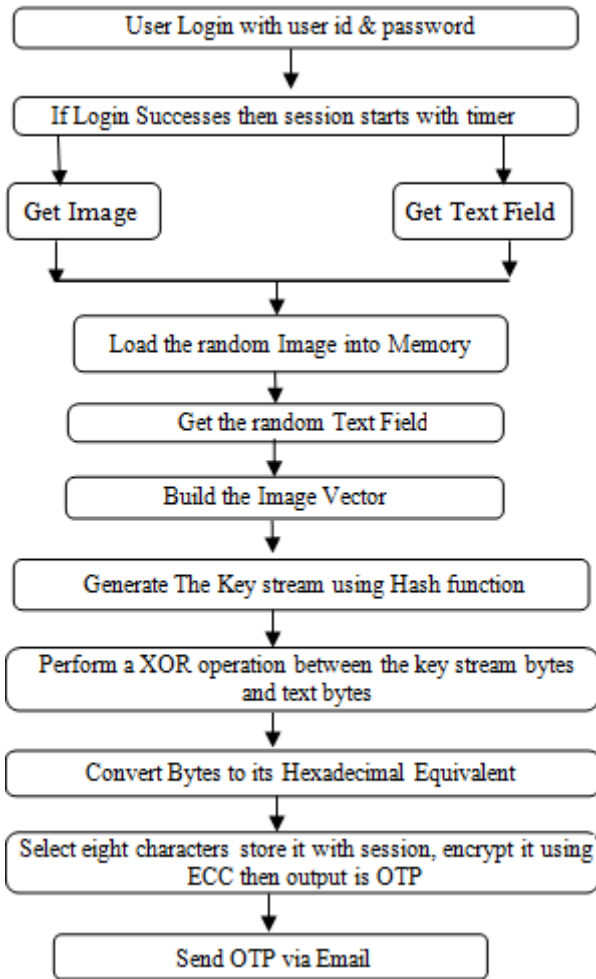 User Login with user id & password
If Login Successes then session starts with timer
Get Image
Get Text Field
Load the random Image into Memory
Get the random Text Field
Build the Image Vector
Generate The Key stream using Hash function
Perform a XOR operation between the key stream bytes
and text bytes
Convert Bytes to its Hexadecimal Equivalent
Select eight characters store it with session, encrypt it using
ECC then output is OTP
Send OTP via Email